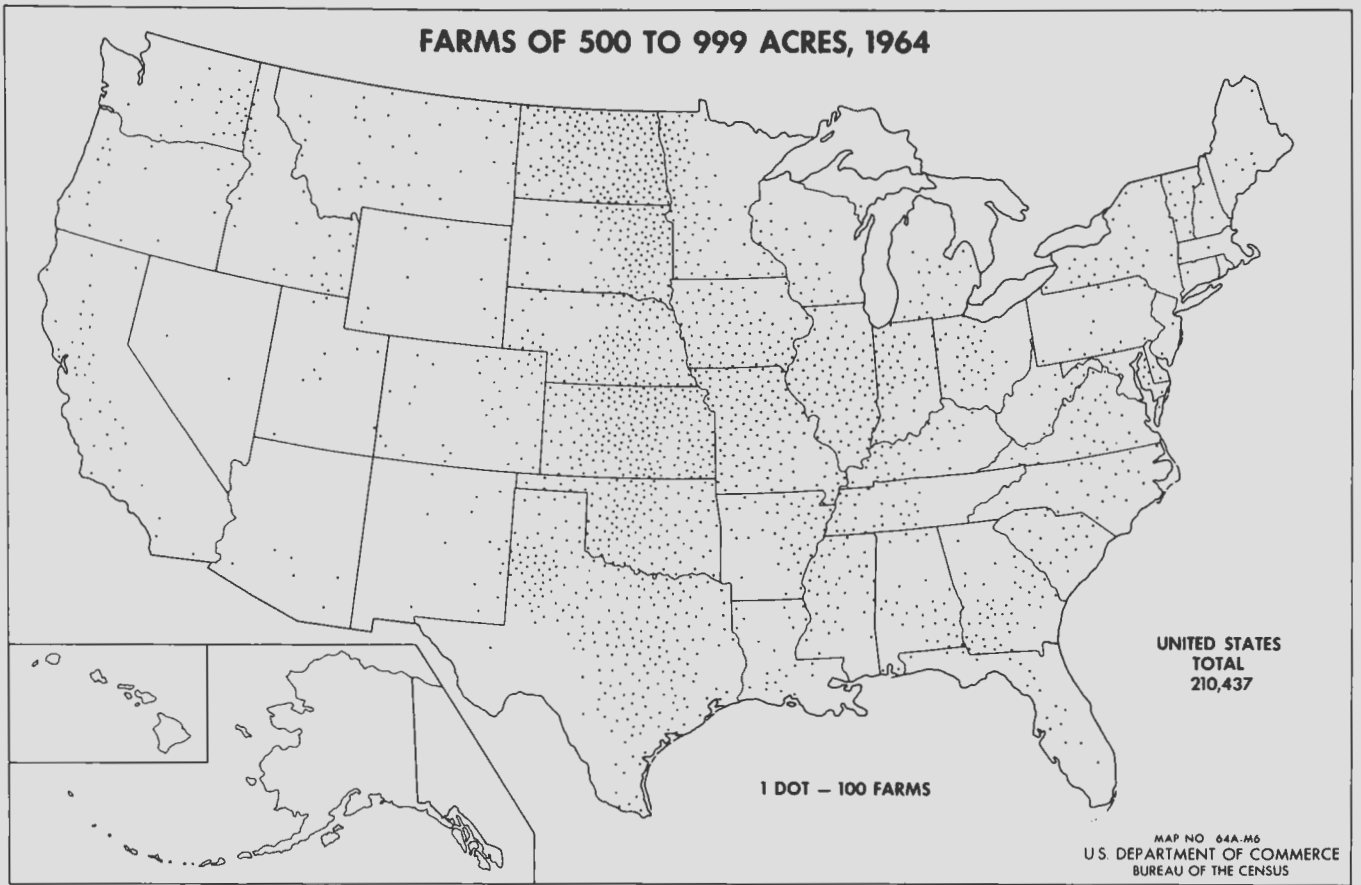 FARMS OF 500 TO 999 ACRES, 1964
UNITED STATES
TOTAL
210,437
1 DOT — 100 FARMS
MAP NO 64A-M6
U.S. DEPARTMENT OF COMMERCE
BUREAU OF THE CENSUS